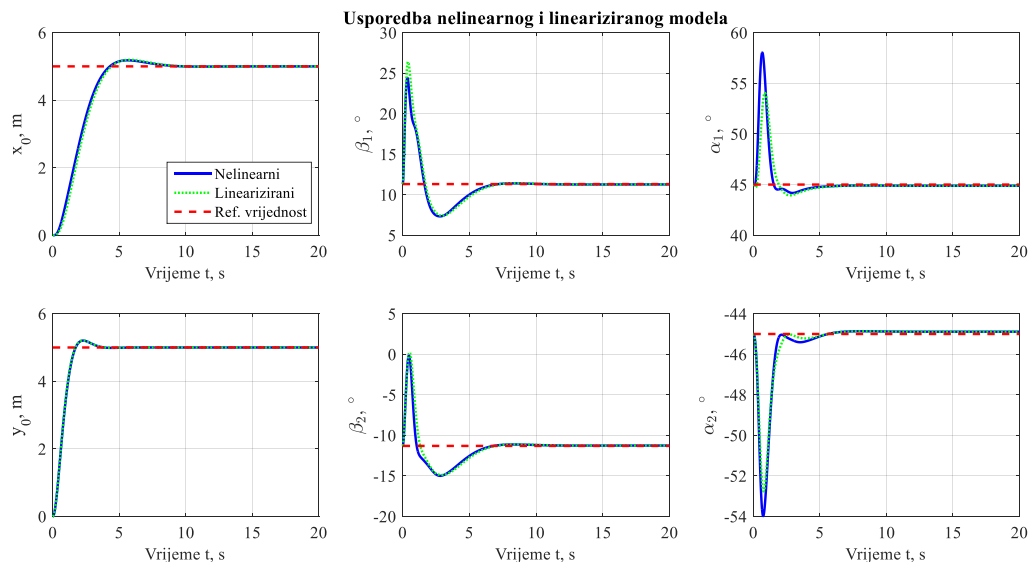 Usporedba nelinearnog i lineariziranog modela
x₀, m
6
4
2
0
0 5 10 15 20
Vrijeme t, s
Nelinearni
Linearizirani
Ref. vrijednost
β₁, °
30
25
20
15
10
5
0 5 10 15 20
Vrijeme t, s
α₁, °
60
55
50
45
40
0 5 10 15 20
Vrijeme t, s
y₀, m
6
4
2
0
0 5 10 15 20
Vrijeme t, s
β₂, °
0
-5
-10
-15
-20
0 5 10 15 20
Vrijeme t, s
α₂, °
-44
-46
-48
-50
-52
-54
0 5 10 15 20
Vrijeme t, s